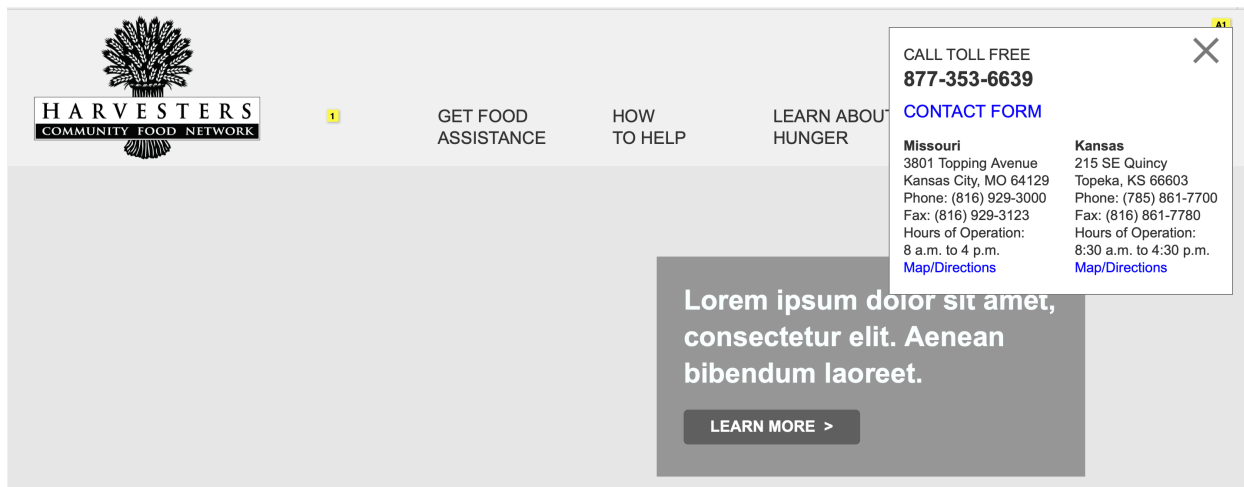 HARVESTERS
COMMUNITY FOOD NETWORK
1
GET FOOD
ASSISTANCE
HOW
TO HELP
LEARN ABOUT
HUNGER
A1
CALL TOLL FREE
877-353-6639
CONTACT FORM
Missouri
3801 Topping Avenue
Kansas City, MO 64129
Phone: (816) 929-3000
Fax: (816) 929-3123
Hours of Operation:
8 a.m. to 4 p.m.
Map/Directions
Kansas
215 SE Quincy
Topeka, KS 66603
Phone: (785) 861-7700
Fax: (816) 861-7780
Hours of Operation:
8:30 a.m. to 4:30 p.m.
Map/Directions
Lorem ipsum dolor sit amet,
consectetur elit. Aenean
bibendum laoreet.
LEARN MORE >